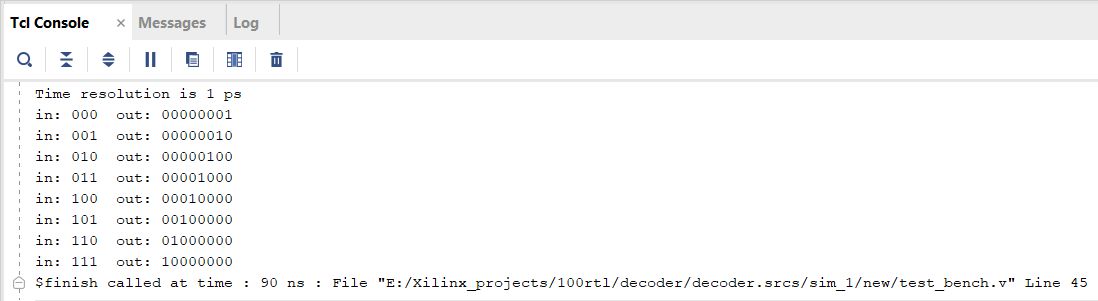 Tcl Console × Messages Log
Time resolution is 1 ps
in: 000  out: 00000001
in: 001  out: 00000010
in: 010  out: 00000100
in: 011  out: 00001000
in: 100  out: 00010000
in: 101  out: 00100000
in: 110  out: 01000000
in: 111  out: 10000000
$finish called at time : 90 ns : File "E:/Xilinx_projects/100rtl/decoder/decoder.srcs/sim_1/new/test_bench.v" Line 45